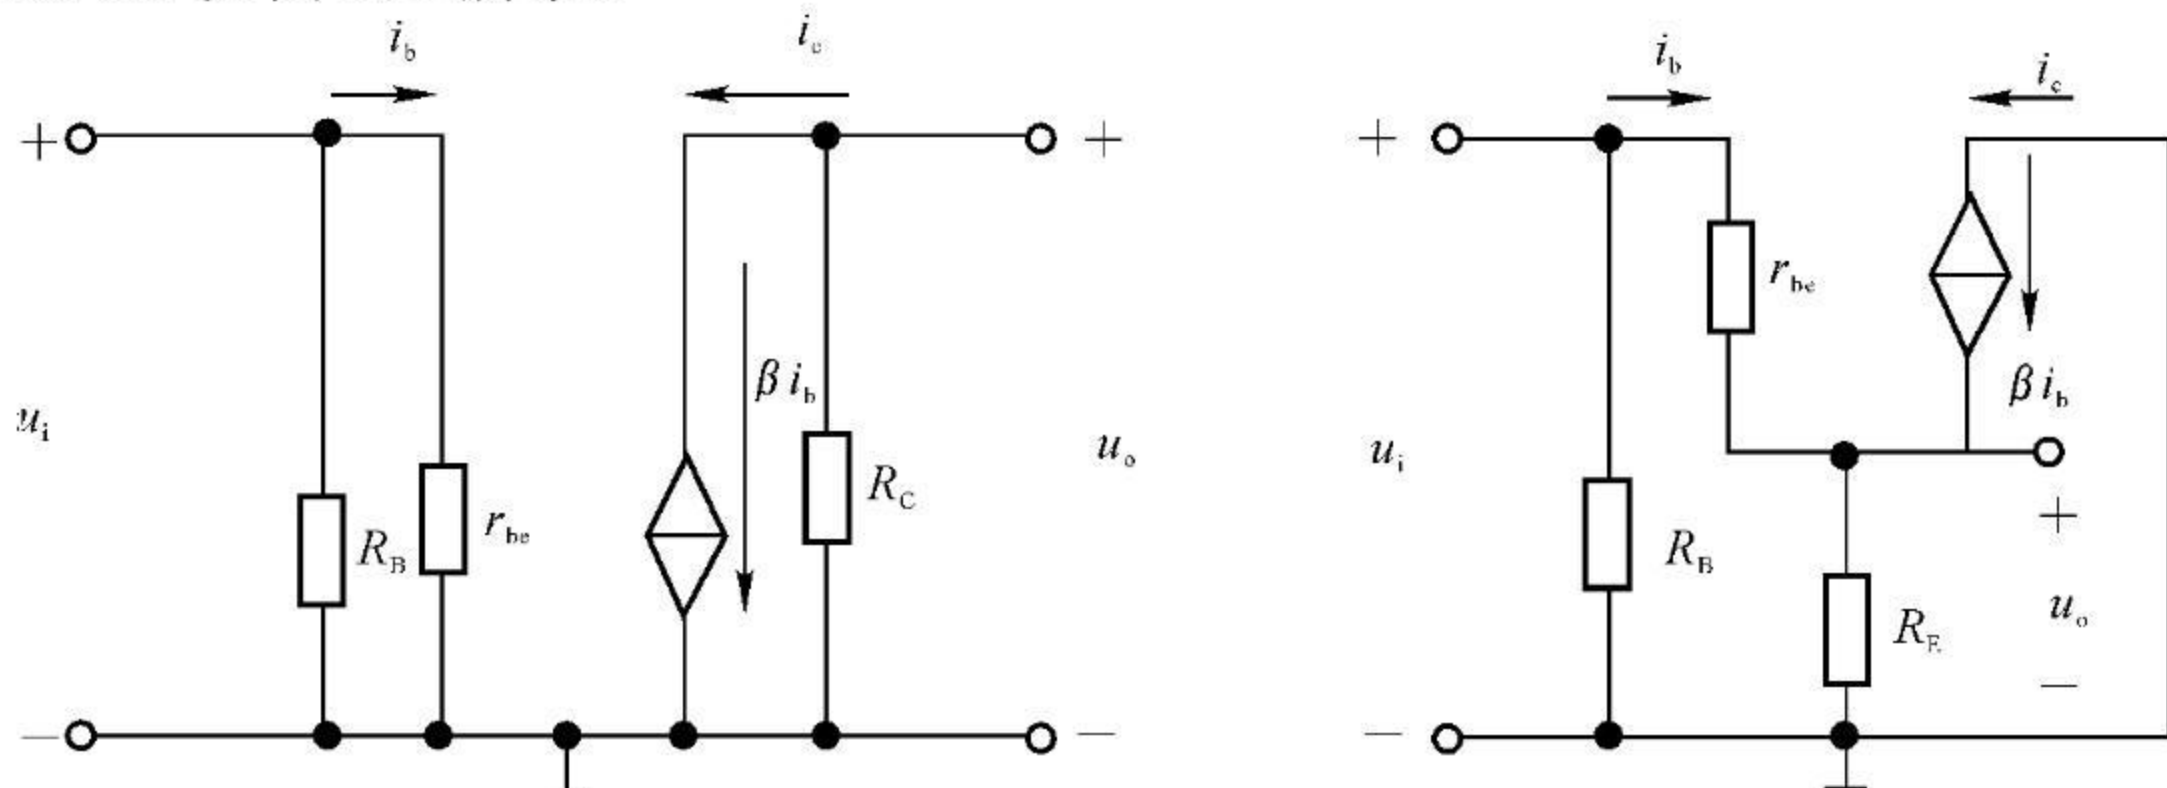 i_b
i_c
+
+
β i_b
u_i
u_o
R_C
R_B
r_be
−
−
i_b
i_c
+
r_be
β i_b
u_i
+
R_B
u_o
R_E
−
−